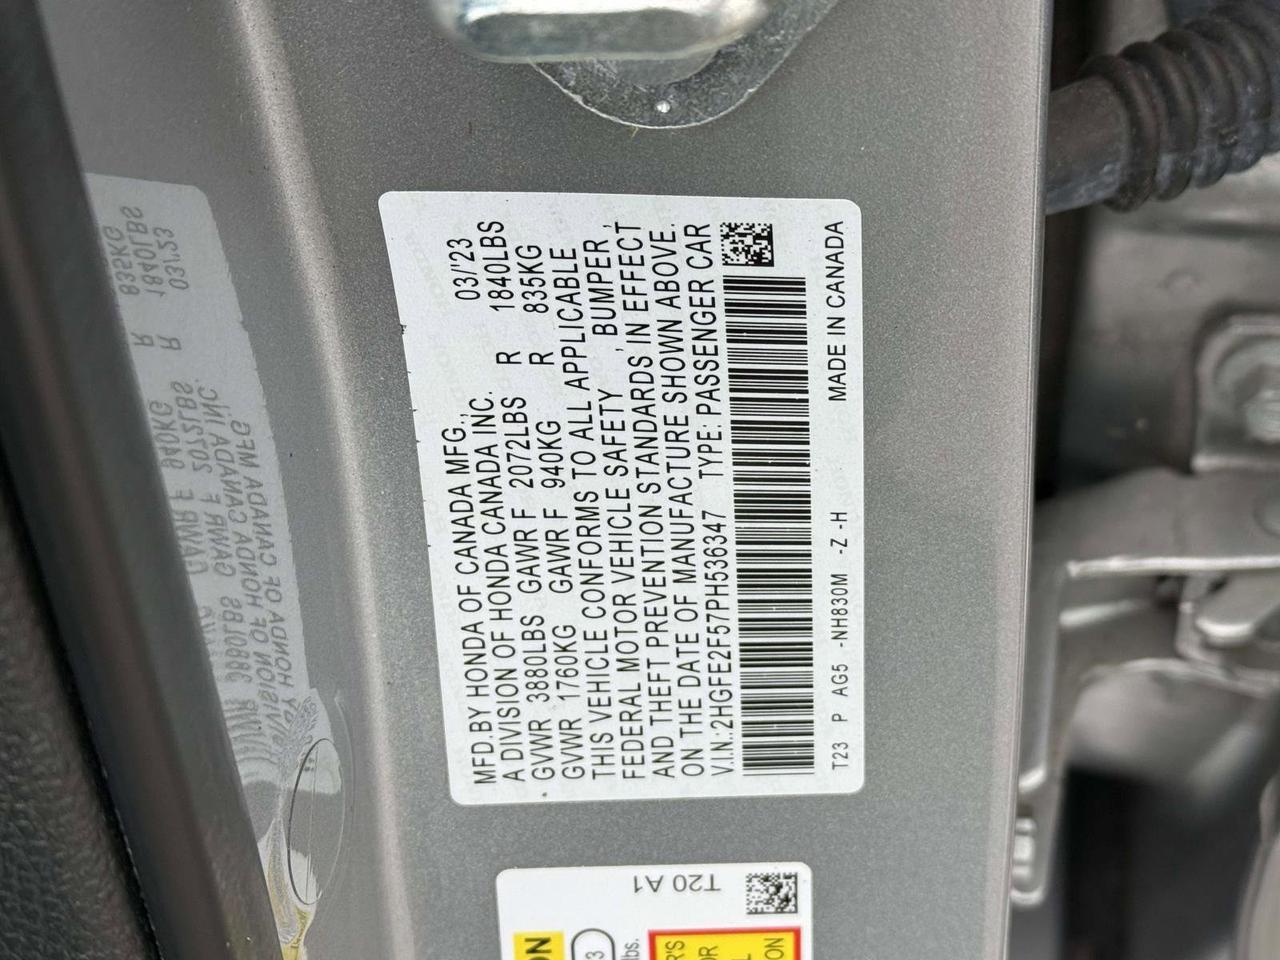 MFD.BY HONDA OF CANADA MFG., 03/'23
A DIVISION OF HONDA CANADA INC.
GVWR 3880LBS GAWR F 2072LBS R 1840LBS
GVWR 1760KG GAWR F 940KG R 835KG
THIS VEHICLE CONFORMS TO ALL APPLICABLE
FEDERAL MOTOR VEHICLE SAFETY , BUMPER ,
AND THEFT PREVENTION STANDARDS, IN EFFECT
ON THE DATE OF MANUFACTURE SHOWN ABOVE.
V.I.N.:2HGFE2F57PH536347 TYPE: PASSENGER CAR
T23 P AG5 -NH830M -Z -H MADE IN CANADA
T20 A1
lbs.